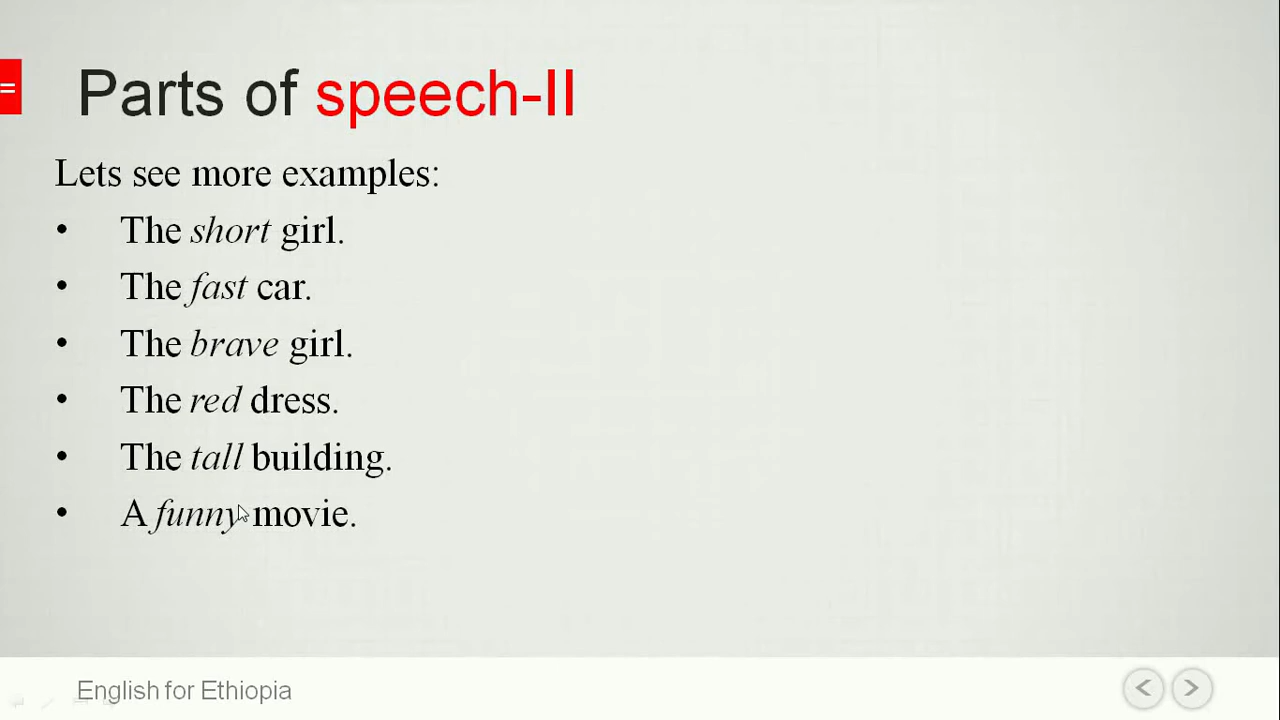 =
Parts of speech-II
Lets see more examples:
• The short girl.
• The fast car.
• The brave girl.
• The red dress.
• The tall building.
• A funny movie.
English for Ethiopia
< >